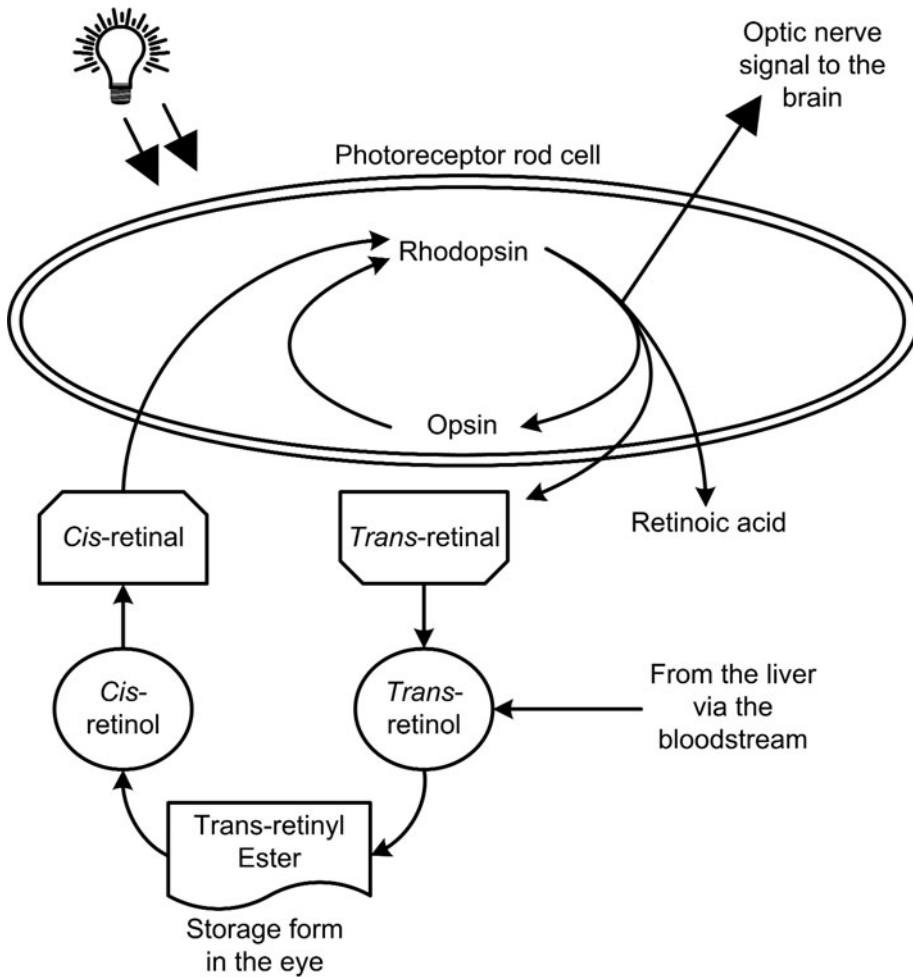 Optic nerve
signal to the
brain
Photoreceptor rod cell
Rhodopsin
Opsin
Cis-retinal
Trans-retinal
Retinoic acid
Cis-
retinol
Trans-
retinol
From the liver
via the
bloodstream
Trans-retinyl
Ester
Storage form
in the eye